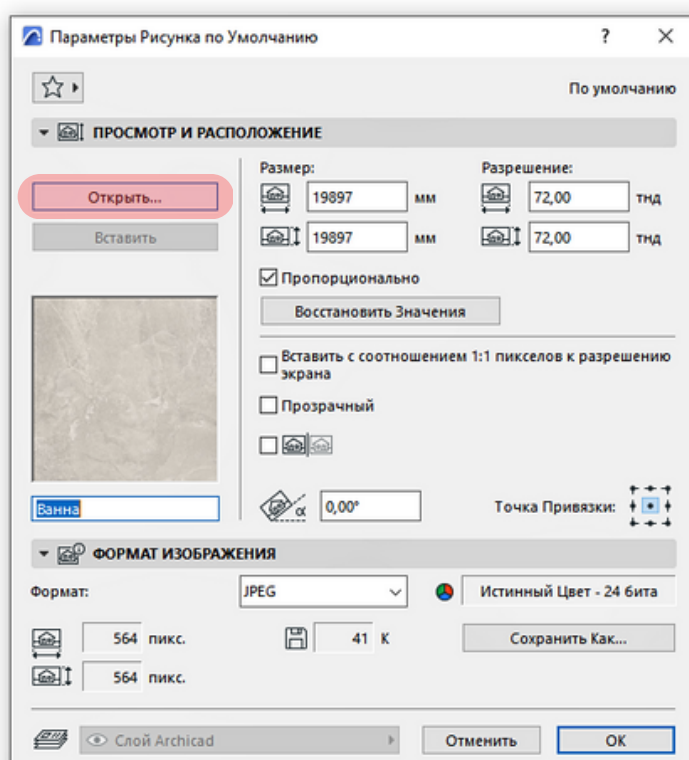 Параметры Рисунка по Умолчанию
По умолчанию
ПРОСМОТР И РАСПОЛОЖЕНИЕ
Открыть...
Вставить
Ванна
Размер:
19897 мм
19897 мм
Разрешение:
72,00 тнд
72,00 тнд
Пропорционально
Восстановить Значения
Вставить с соотношением 1:1 пикселов к разрешению
экрана
Прозрачный
α 0,00°
Точка Привязки:
ФОРМАТ ИЗОБРАЖЕНИЯ
Формат: JPEG
Истинный Цвет - 24 бита
564 пикс.
41 K
Сохранить Как...
564 пикс.
Слой Archicad
Отменить
OK